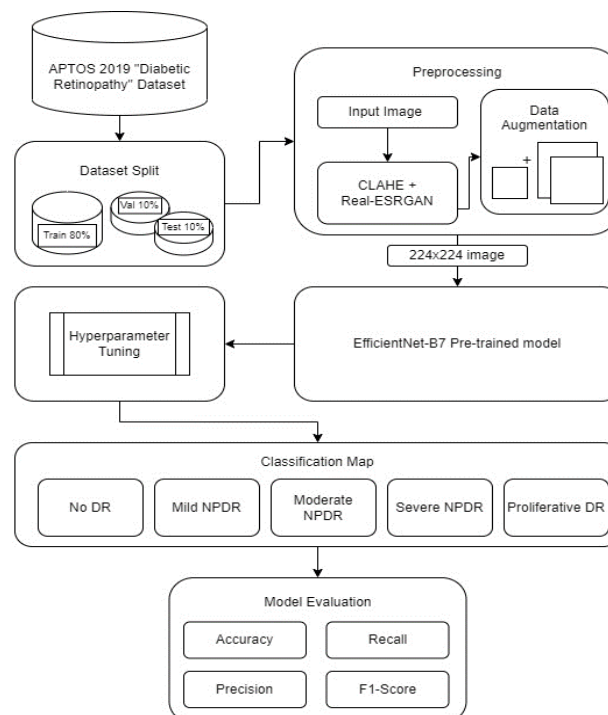 APTOS 2019 "Diabetic
Retinopathy" Dataset
Dataset Split
Train 80%
Val 10%
Test 10%
Preprocessing
Input Image
CLAHE +
Real-ESRGAN
Data
Augmentation
+
224x224 image
EfficientNet-B7 Pre-trained model
Hyperparameter
Tuning
Classification Map
No DR
Mild NPDR
Moderate
NPDR
Severe NPDR
Proliferative DR
Model Evaluation
Accuracy
Recall
Precision
F1-Score